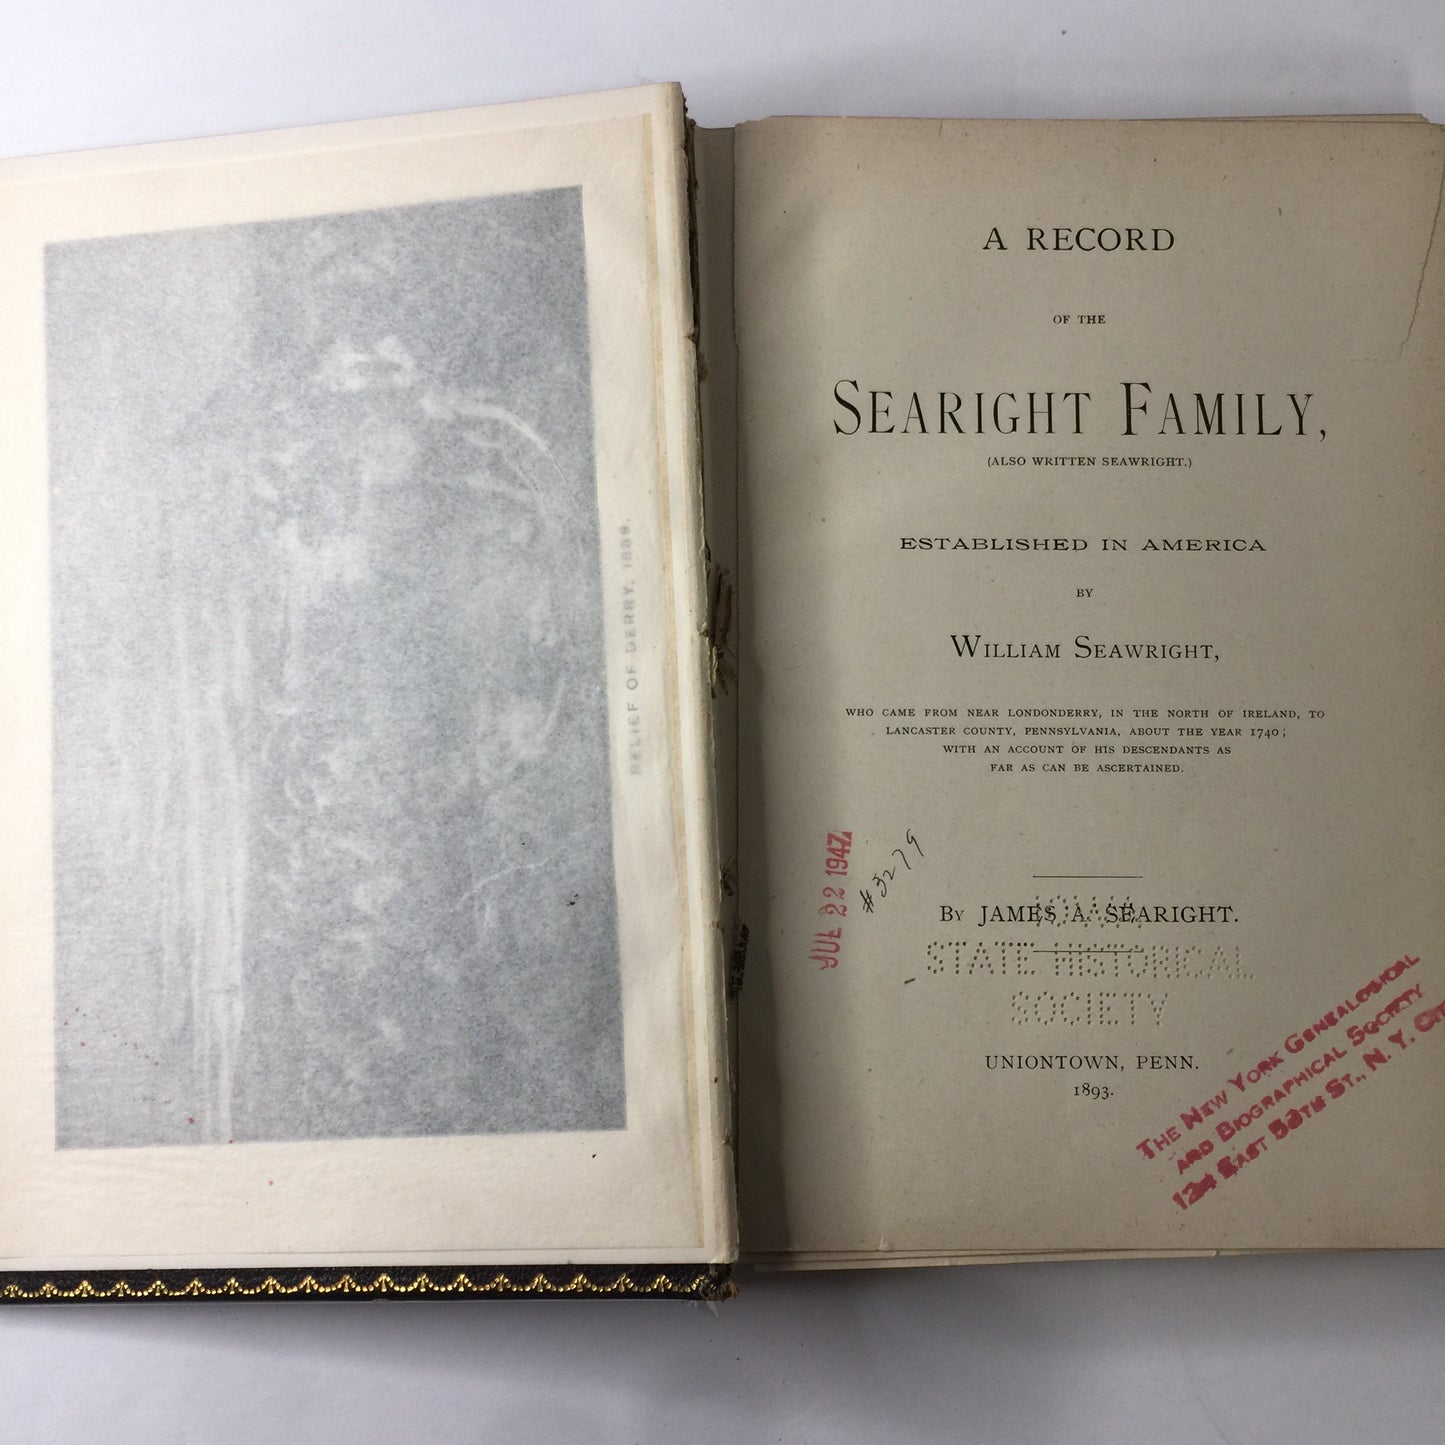 RELIEF OF DERRY, 1689.
A RECORD
OF THE
SEARIGHT FAMILY,
(ALSO WRITTEN SEAWRIGHT.)
ESTABLISHED IN AMERICA
BY
WILLIAM SEAWRIGHT,
WHO CAME FROM NEAR LONDONDERRY, IN THE NORTH OF IRELAND, TO
LANCASTER COUNTY, PENNSYLVANIA, ABOUT THE YEAR 1740;
WITH AN ACCOUNT OF HIS DESCENDANTS AS
FAR AS CAN BE ASCERTAINED.
JUL 22 1947
#3279
By JAMES A. SEARIGHT.
IOWA
STATE HISTORICAL
SOCIETY
UNIONTOWN, PENN.
1893.
THE NEW YORK GENEALOGICAL
AND BIOGRAPHICAL SOCIETY
EAST 58TH ST., N. Y. CITY